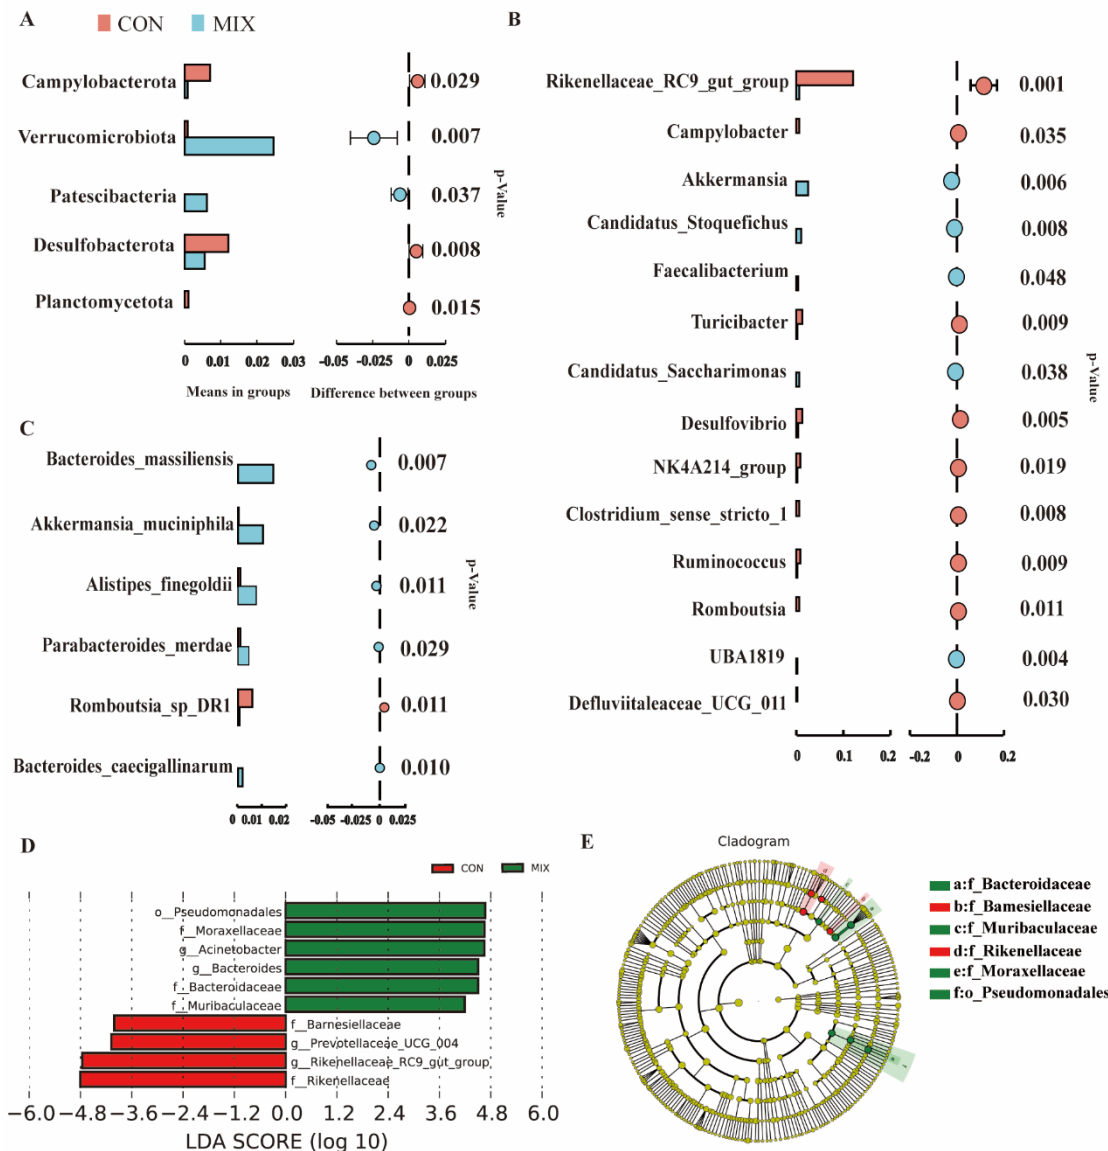 A
CON MIX
Campylobacterota 0.029
Verrucomicrobiota 0.007
Patescibacteria 0.037
Desulfobacterota 0.008
Planctomycetota 0.015
p-Value
0 0.01 0.02 0.03 -0.05 -0.025 0 0.025
Means in groups Difference between groups
B
Rikenellaceae_RC9_gut_group 0.001
Campylobacter 0.035
Akkermansia 0.006
Candidatus_Stoquefichus 0.008
Faecalibacterium 0.048
Turicibacter 0.009
Candidatus_Saccharimonas 0.038
Desulfovibrio 0.005
NK4A214_group 0.019
Clostridium_sense_stricto_1 0.008
Ruminococcus 0.009
Romboutsia 0.011
UBA1819 0.004
Defluviitaleaceae_UCG_011 0.030
p-Value
0 0.1 0.2 -0.2 0 0.2
C
Bacteroides_massiliensis 0.007
Akkermansia_muciniphila 0.022
Alistipes_finegoldii 0.011
Parabacteroides_merdae 0.029
Romboutsia_sp_DR1 0.011
Bacteroides_caecigallinarum 0.010
p-Value
0 0.01 0.02 -0.05 -0.025 0 0.025
D
CON MIX
o__Pseudomonadales
f__Moraxellaceae
g__Acinetobacter
g__Bacteroides
f__Bacteroidaceae
f__Muribaculaceae
f__Barnesiellaceae
g__Prevotellaceae_UCG_004
g__Rikenellaceae_RC9_gut_group
f__Rikenellaceae
−6.0 −4.8 −3.6 −2.4 −1.2 0.0 1.2 2.4 3.6 4.8 6.0
LDA SCORE (log 10)
E
Cladogram
a:f_Bacteroidaceae
b:f_Bamesiellaceae
c:f_Muribaculaceae
d:f_Rikenellaceae
e:f_Moraxellaceae
f:o_Pseudomonadales